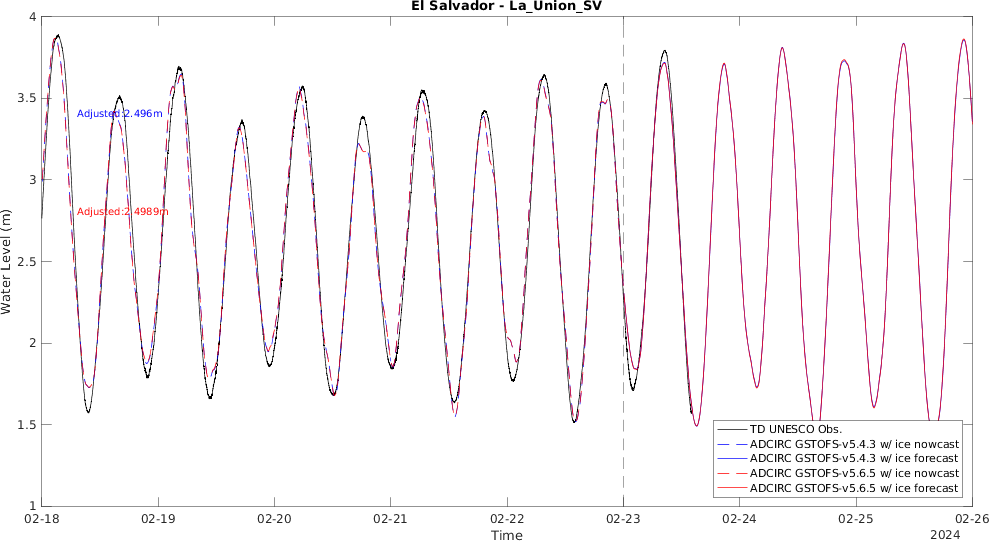 El Salvador - La_Union_SV
4
3.5
3
2.5
2
1.5
1
Water Level (m)
Adjusted:2.496m
Adjusted:2.4989m
TD UNESCO Obs.
ADCIRC GSTOFS-v5.4.3 w/ ice nowcast
ADCIRC GSTOFS-v5.4.3 w/ ice forecast
ADCIRC GSTOFS-v5.6.5 w/ ice nowcast
ADCIRC GSTOFS-v5.6.5 w/ ice forecast
02-18 02-19 02-20 02-21 02-22 02-23 02-24 02-25 02-26
Time
2024